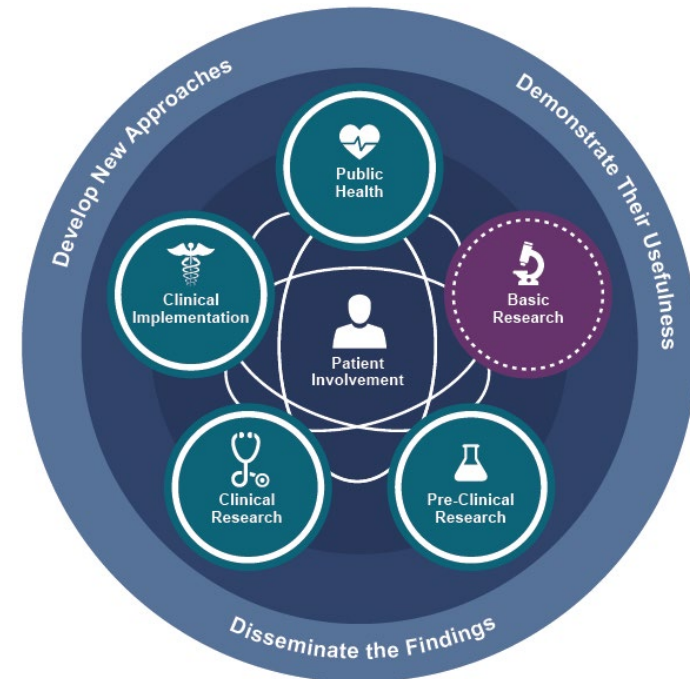 Develop New Approaches
Demonstrate Their Usefulness
Public
Health
Clinical
Implementation
Basic
Research
Patient
Involvement
Clinical
Research
Pre-Clinical
Research
Disseminate the Findings